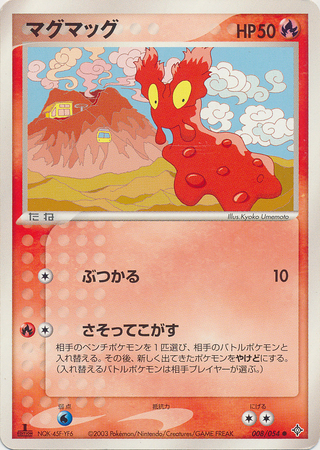 マグマッグ HP50
たね Illus. Kyoko Umemoto
ぶつかる 10
さそってこがす
相手のベンチポケモンを1匹選び、相手のバトルポケモンと
入れ替える。その後、新しく出てきたポケモンをやけどにする。
(入れ替えるバトルポケモンは相手プレイヤーが選ぶ。)
弱点 抵抗力 にげる
1 EDITION NOK-45F-YF6 ©2003 Pokémon/Nintendo/Creatures/GAME FREAK 008/054 ●